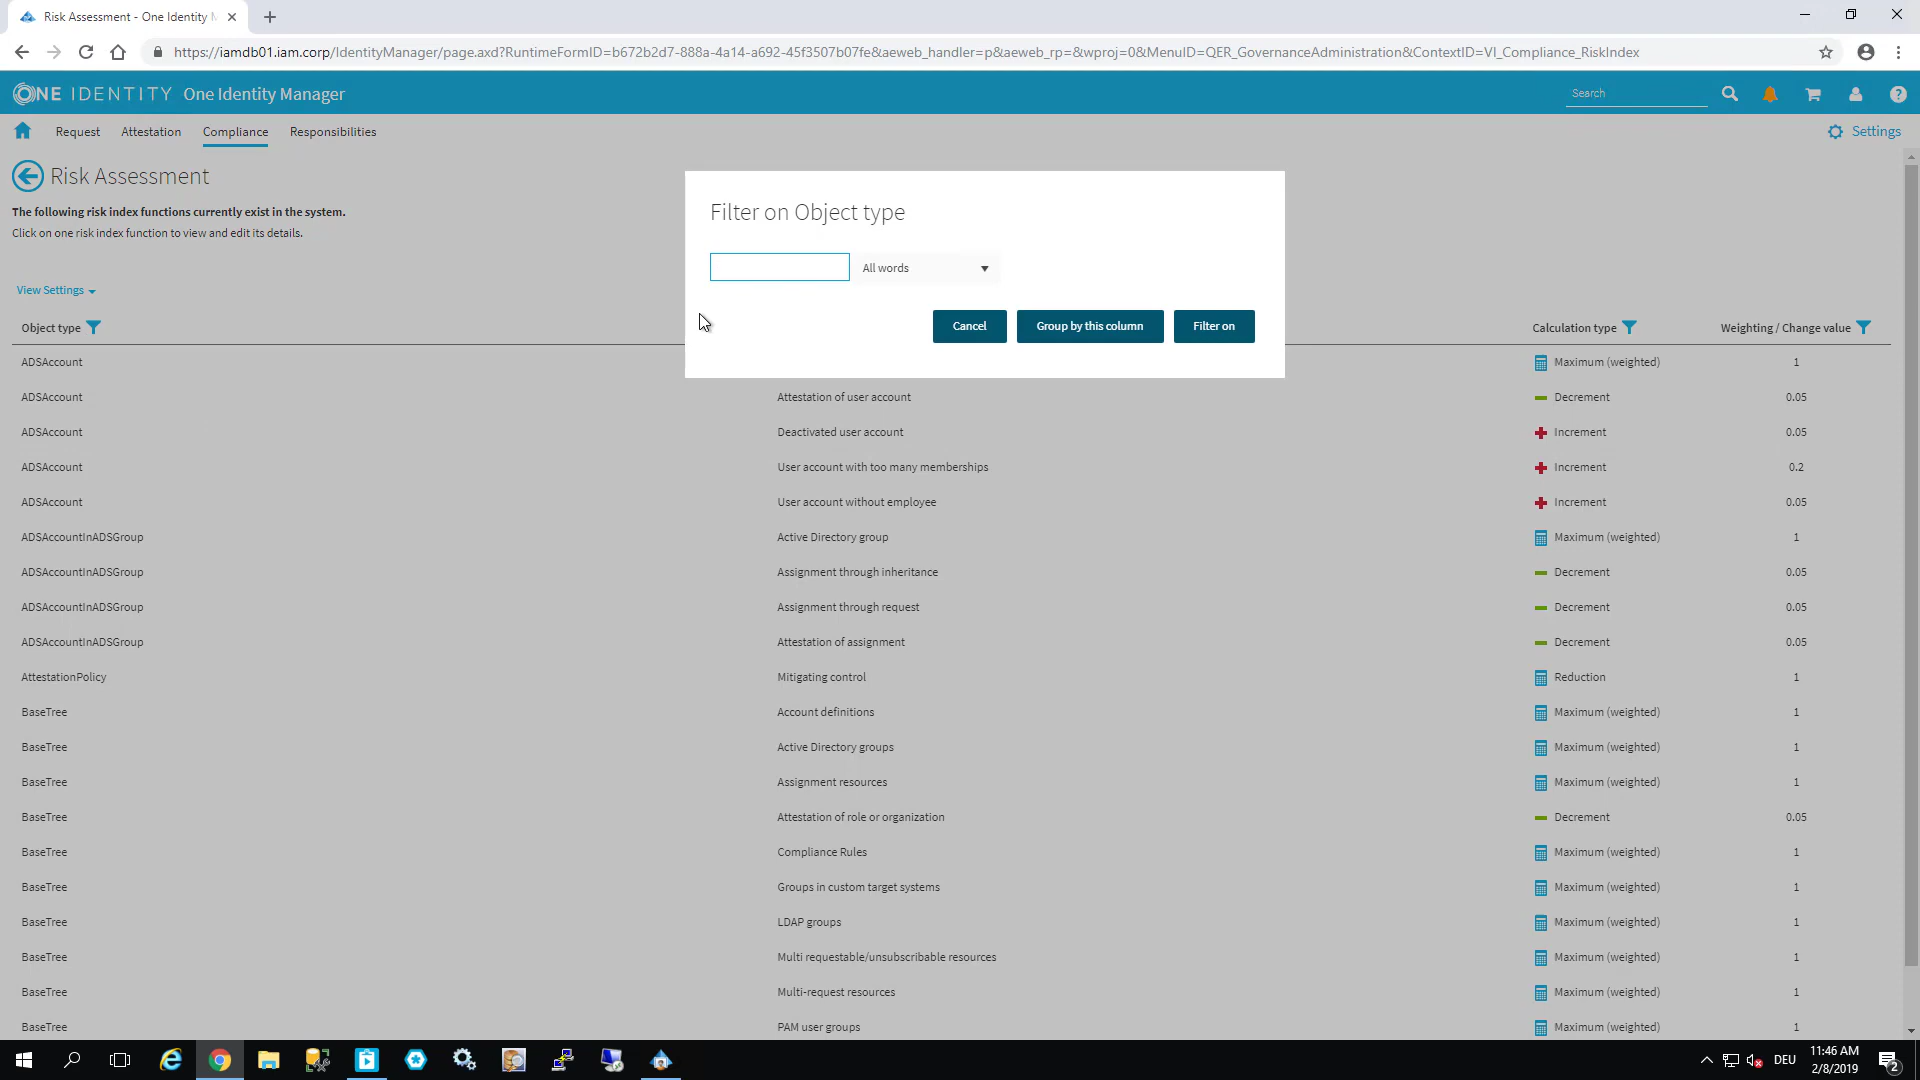 Risk Assessment - One Identity M
https://iamdb01.iam.corp/IdentityManager/page.axd?RuntimeFormID=b672b2d7-888a-4a14-a692-45f3507b07fe&aeweb_handler=p&aeweb_rp=&wproj=0&MenuID=QER_GovernanceAdministration&ContextID=VI_Compliance_RiskIndex
ONE IDENTITY One Identity Manager Search
Request Attestation Compliance Responsibilities Settings
Risk Assessment
The following risk index functions currently exist in the system.
Click on one risk index function to view and edit its details.
Filter on Object type
All words
Cancel Group by this column Filter on
View Settings
Object type Calculation type Weighting / Change value
ADSAccount Maximum (weighted) 1
ADSAccount Attestation of user account Decrement 0.05
ADSAccount Deactivated user account Increment 0.05
ADSAccount User account with too many memberships Increment 0.2
ADSAccount User account without employee Increment 0.05
ADSAccountInADSGroup Active Directory group Maximum (weighted) 1
ADSAccountInADSGroup Assignment through inheritance Decrement 0.05
ADSAccountInADSGroup Assignment through request Decrement 0.05
ADSAccountInADSGroup Attestation of assignment Decrement 0.05
AttestationPolicy Mitigating control Reduction 1
BaseTree Account definitions Maximum (weighted) 1
BaseTree Active Directory groups Maximum (weighted) 1
BaseTree Assignment resources Maximum (weighted) 1
BaseTree Attestation of role or organization Decrement 0.05
BaseTree Compliance Rules Maximum (weighted) 1
BaseTree Groups in custom target systems Maximum (weighted) 1
BaseTree LDAP groups Maximum (weighted) 1
BaseTree Multi requestable/unsubscribable resources Maximum (weighted) 1
BaseTree Multi-request resources Maximum (weighted) 1
BaseTree PAM user groups Maximum (weighted) 1
DEU 11:46 AM
2/8/2019
2